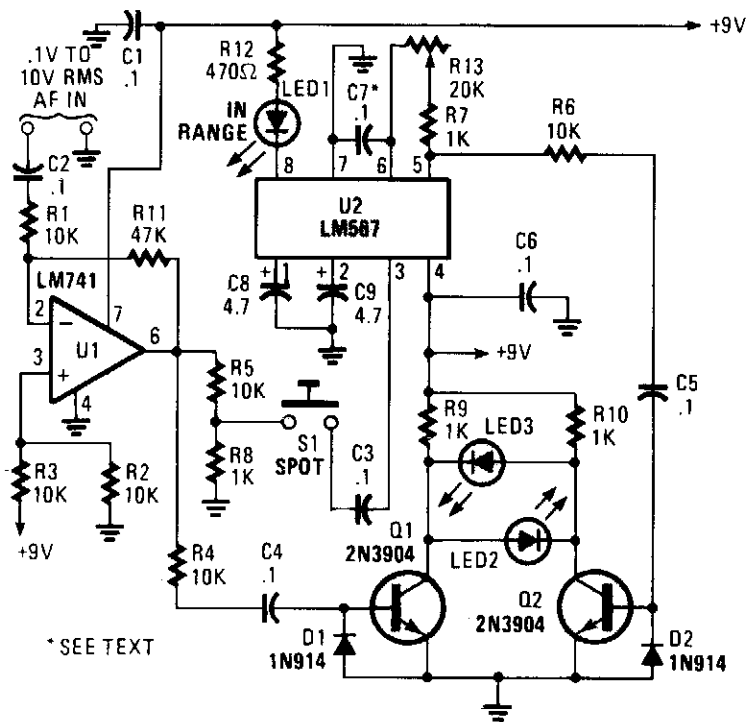 +9V
C1
.1
.1V TO
10V RMS
AF IN
R12
470Ω
LED1
IN
RANGE
C7*
.1
R13
20K
R7
1K
R6
10K
C2
.1
R1
10K
R11
47K
8
7
6
5
U2
LM567
1
2
3
4
C6
.1
LM741
2
3
7
6
4
−
+
U1
+
C8
4.7
+
C9
4.7
+9V
R5
10K
C5
.1
R9
1K
R10
1K
LED3
R3
10K
R2
10K
R8
1K
S1
SPOT
C3
.1
+9V
R4
10K
C4
.1
Q1
2N3904
LED2
Q2
2N3904
D1
1N914
D2
1N914
* SEE TEXT